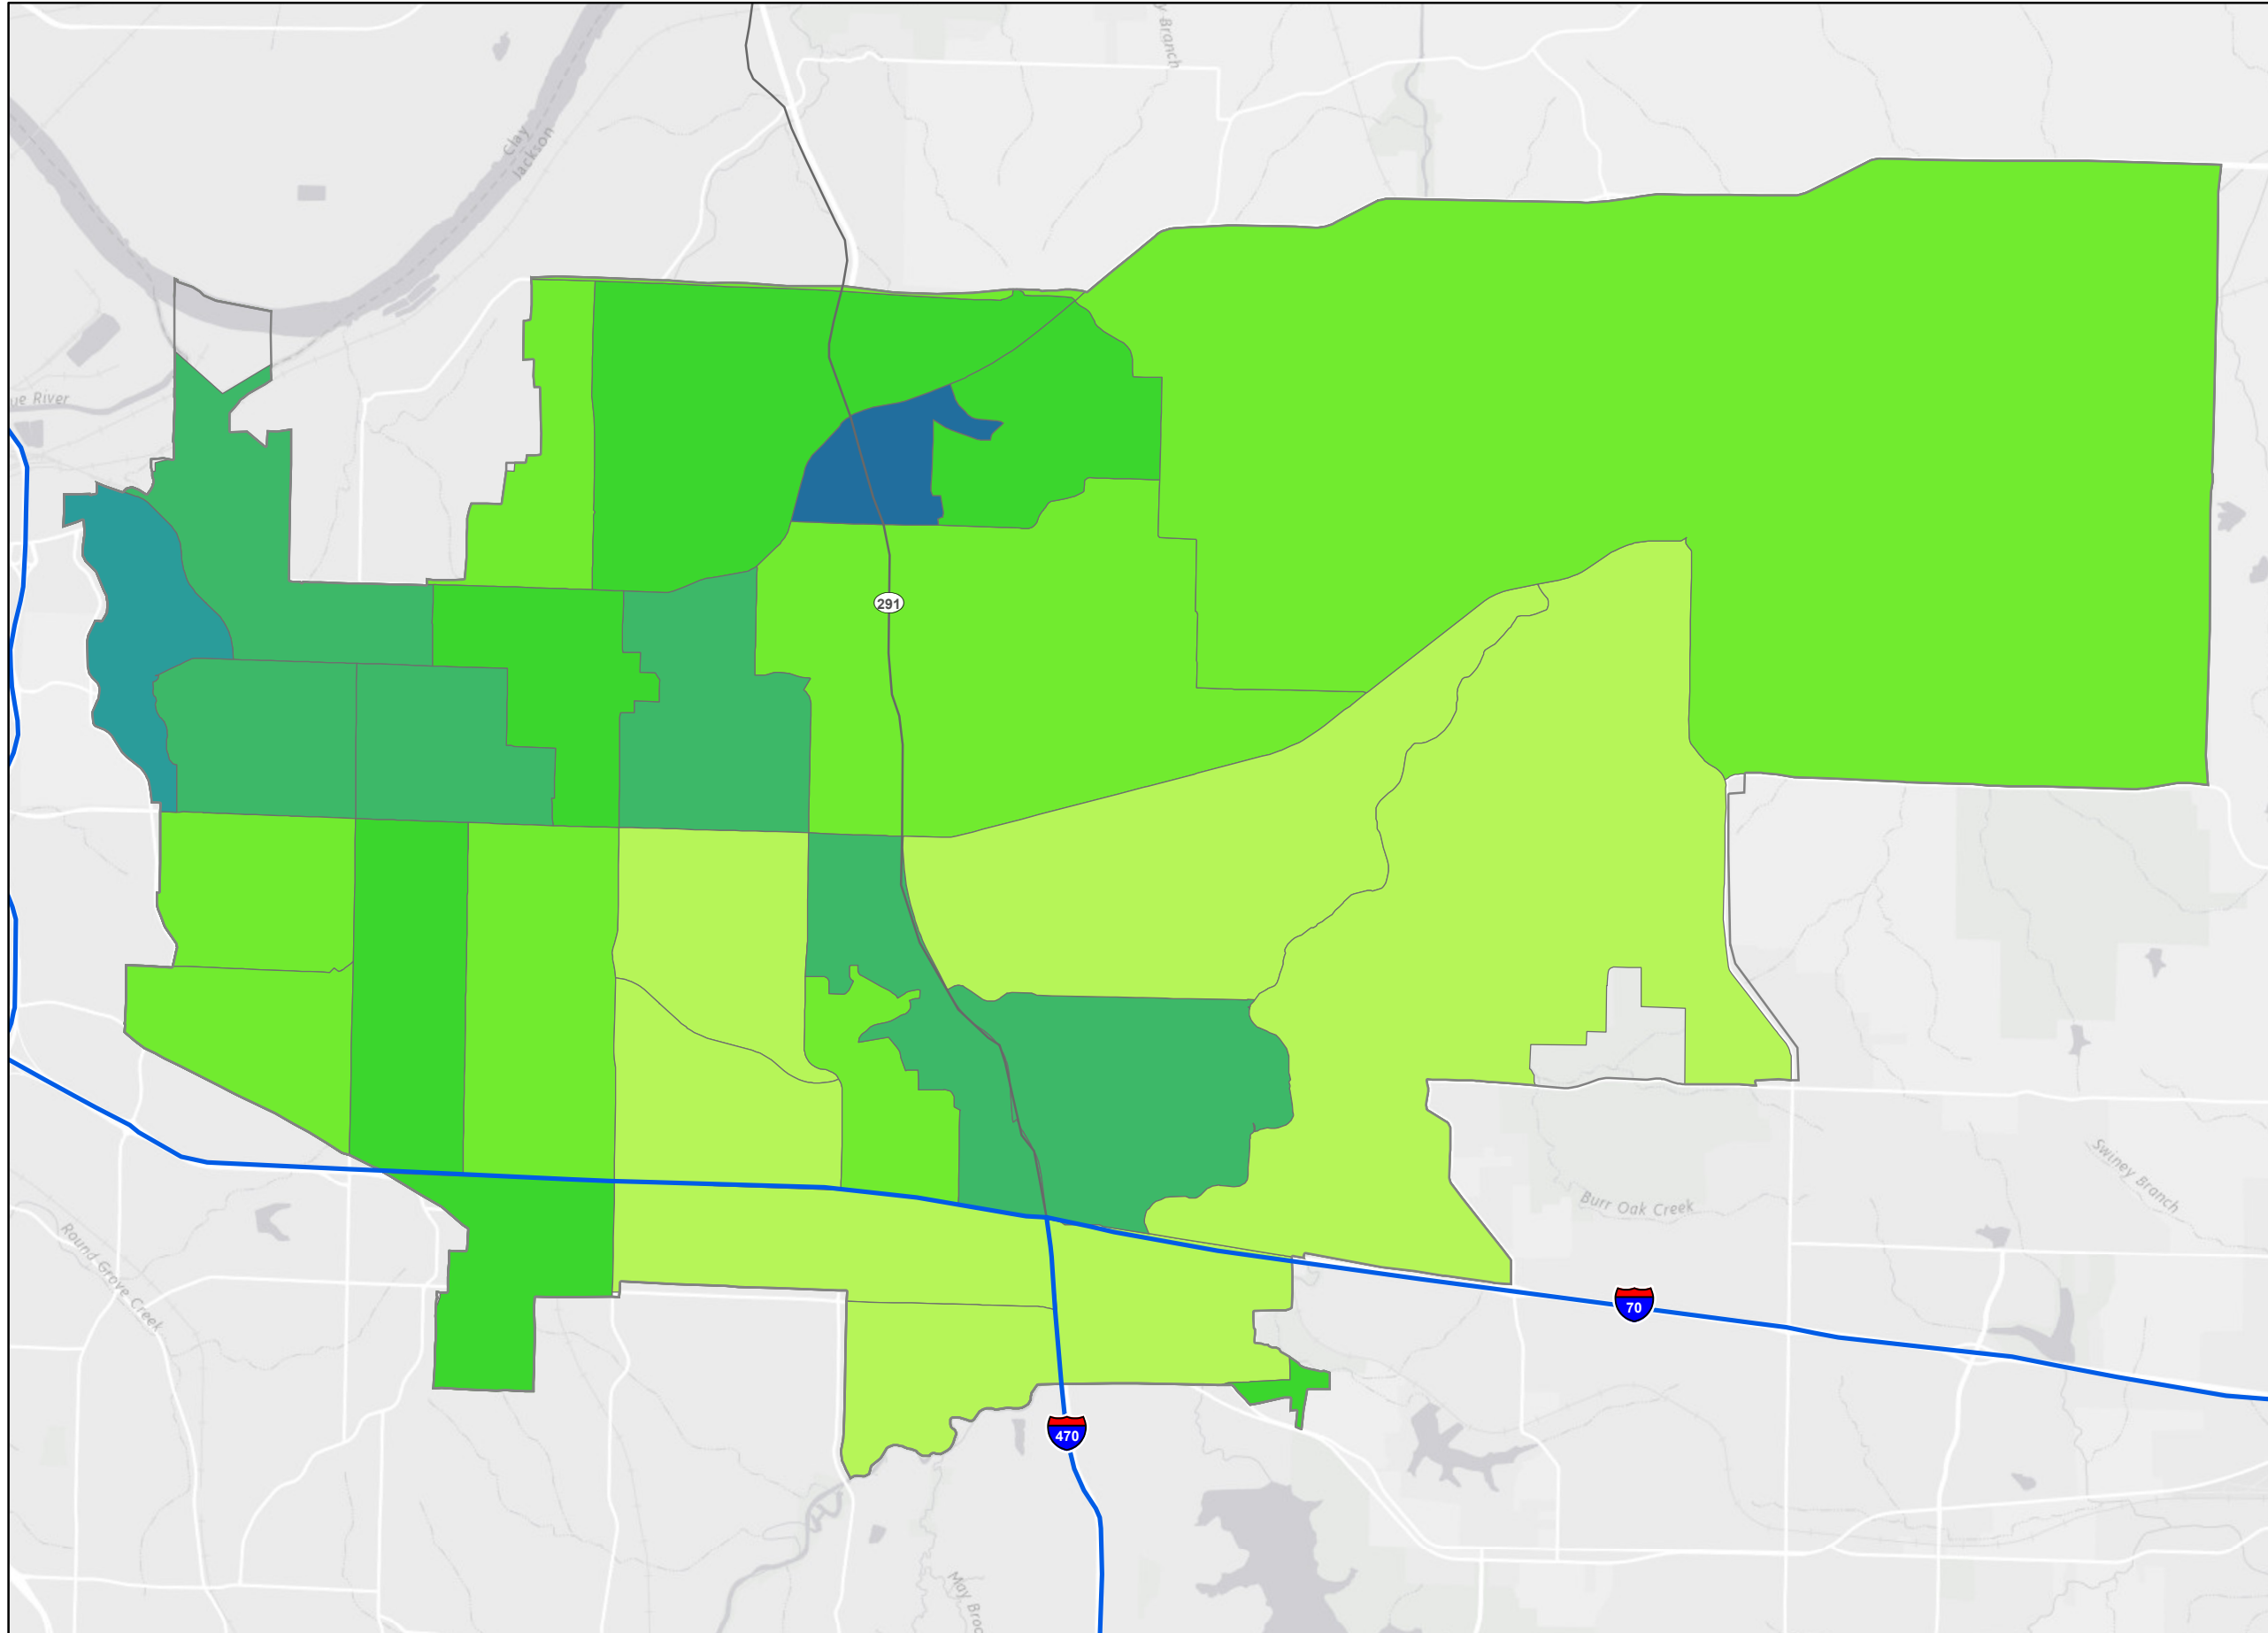 y Branch
Clay
Jackson
ue River
291
Swiney Branch
Burr Oak Creek
Round Grove Creek
70
470
May Broo